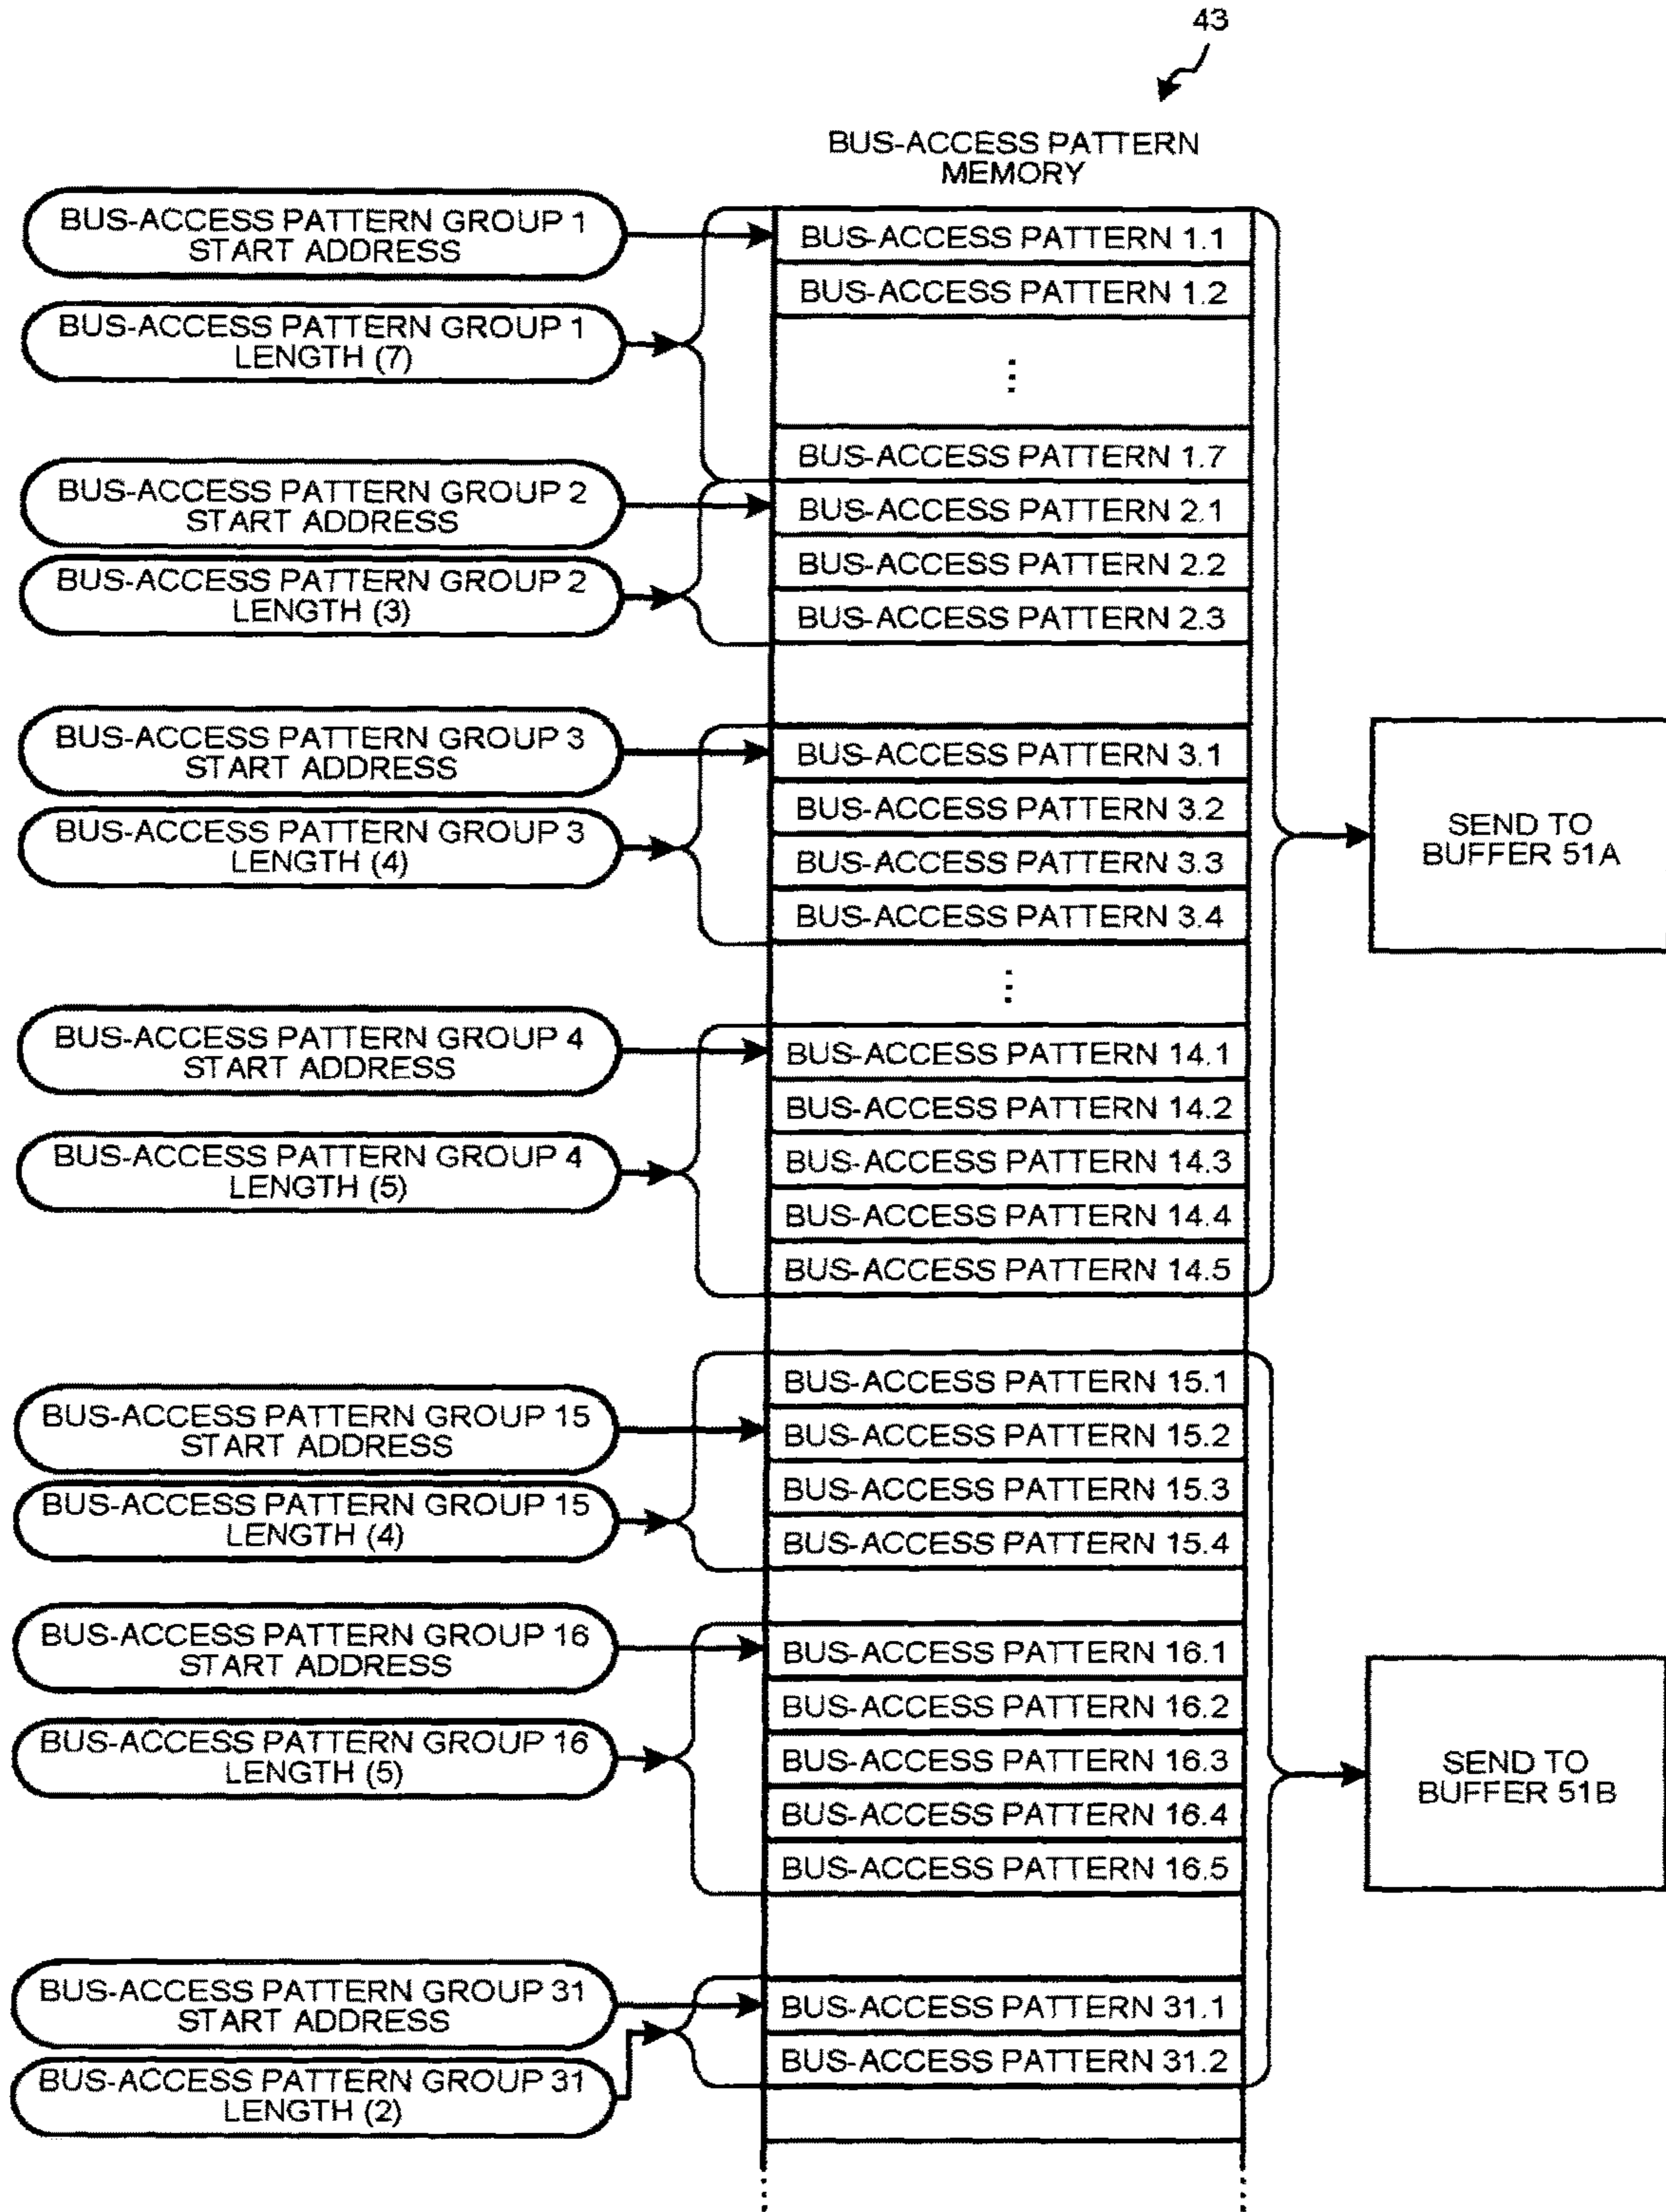 43
BUS-ACCESS PATTERN
MEMORY
BUS-ACCESS PATTERN GROUP 1
START ADDRESS
BUS-ACCESS PATTERN GROUP 1
LENGTH (7)
BUS-ACCESS PATTERN GROUP 2
START ADDRESS
BUS-ACCESS PATTERN GROUP 2
LENGTH (3)
BUS-ACCESS PATTERN GROUP 3
START ADDRESS
BUS-ACCESS PATTERN GROUP 3
LENGTH (4)
BUS-ACCESS PATTERN GROUP 4
START ADDRESS
BUS-ACCESS PATTERN GROUP 4
LENGTH (5)
BUS-ACCESS PATTERN GROUP 15
START ADDRESS
BUS-ACCESS PATTERN GROUP 15
LENGTH (4)
BUS-ACCESS PATTERN GROUP 16
START ADDRESS
BUS-ACCESS PATTERN GROUP 16
LENGTH (5)
BUS-ACCESS PATTERN GROUP 31
START ADDRESS
BUS-ACCESS PATTERN GROUP 31
LENGTH (2)
BUS-ACCESS PATTERN 1.1
BUS-ACCESS PATTERN 1.2
⋮
BUS-ACCESS PATTERN 1.7
BUS-ACCESS PATTERN 2.1
BUS-ACCESS PATTERN 2.2
BUS-ACCESS PATTERN 2.3
BUS-ACCESS PATTERN 3.1
BUS-ACCESS PATTERN 3.2
BUS-ACCESS PATTERN 3.3
BUS-ACCESS PATTERN 3.4
⋮
BUS-ACCESS PATTERN 14.1
BUS-ACCESS PATTERN 14.2
BUS-ACCESS PATTERN 14.3
BUS-ACCESS PATTERN 14.4
BUS-ACCESS PATTERN 14.5
BUS-ACCESS PATTERN 15.1
BUS-ACCESS PATTERN 15.2
BUS-ACCESS PATTERN 15.3
BUS-ACCESS PATTERN 15.4
BUS-ACCESS PATTERN 16.1
BUS-ACCESS PATTERN 16.2
BUS-ACCESS PATTERN 16.3
BUS-ACCESS PATTERN 16.4
BUS-ACCESS PATTERN 16.5
BUS-ACCESS PATTERN 31.1
BUS-ACCESS PATTERN 31.2
SEND TO
BUFFER 51A
SEND TO
BUFFER 51B